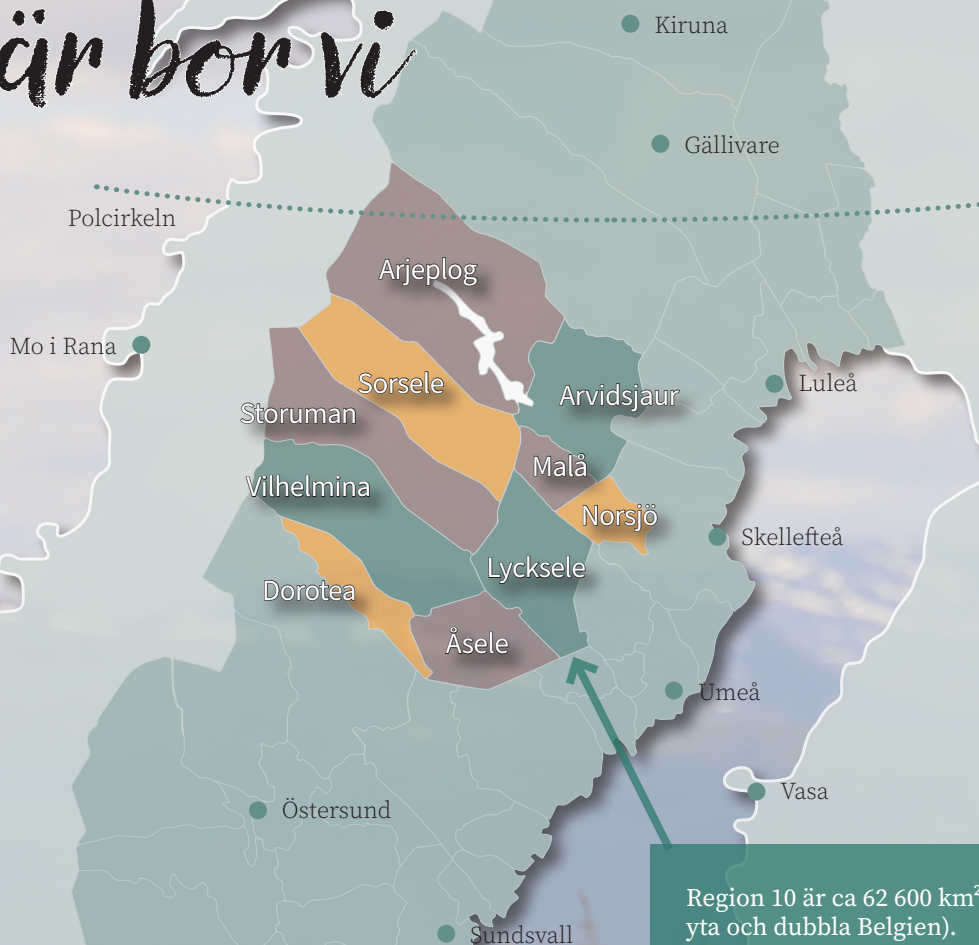 är bor vi
Kiruna
Gällivare
Polcirkeln
Arjeplog
Mo i Rana
Sorsele
Arvidsjaur
Luleå
Storuman
Malå
Vilhelmina
Norsjö
Skellefteå
Lycksele
Dorotea
Åsele
Umeå
Vasa
Östersund
Region 10 är ca 62 600 km²
yta och dubbla Belgien).
Sundsvall